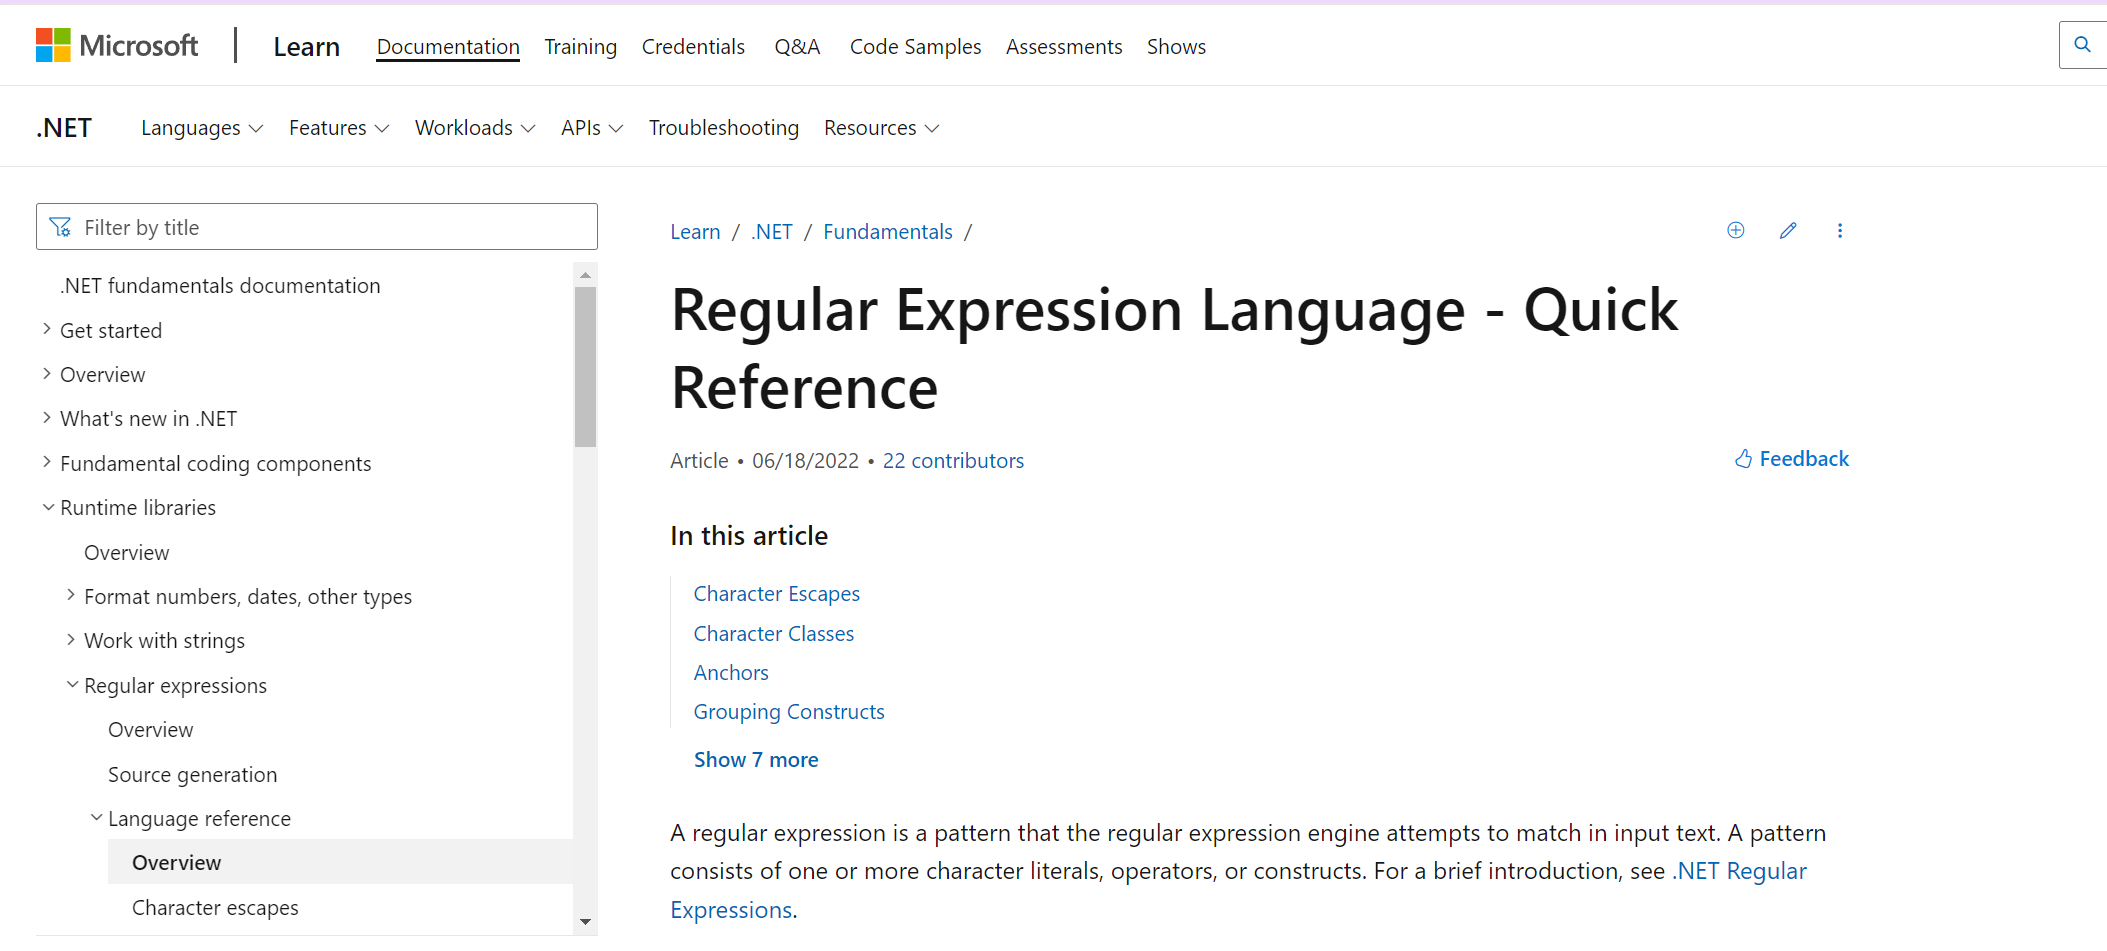 Microsoft Learn Documentation Training Credentials Q&A Code Samples Assessments Shows
.NET Languages Features Workloads APIs Troubleshooting Resources
Filter by title
.NET fundamentals documentation
Get started
Overview
What's new in .NET
Fundamental coding components
Runtime libraries
Overview
Format numbers, dates, other types
Work with strings
Regular expressions
Overview
Source generation
Language reference
Overview
Character escapes
Learn / .NET / Fundamentals /
Regular Expression Language - Quick
Reference
Article • 06/18/2022 • 22 contributors
Feedback
In this article
Character Escapes
Character Classes
Anchors
Grouping Constructs
Show 7 more
A regular expression is a pattern that the regular expression engine attempts to match in input text. A pattern
consists of one or more character literals, operators, or constructs. For a brief introduction, see .NET Regular
Expressions.